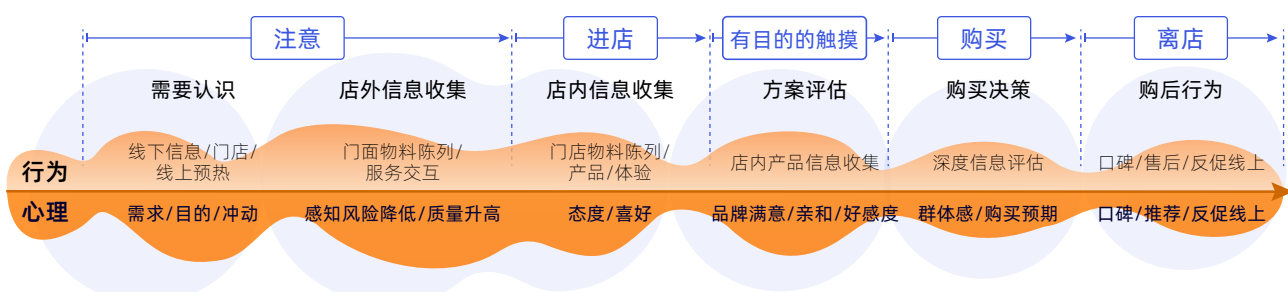 注意
进店
有目的的触摸
购买
离店
需要认识
店外信息收集
店内信息收集
方案评估
购买决策
购后行为
行为
线下信息/门店/
线上预热
门面物料陈列/
服务交互
门店物料陈列/
产品/体验
店内产品信息收集
深度信息评估
口碑/售后/反促线上
心理
需求/目的/冲动
感知风险降低/质量升高
态度/喜好
品牌满意/亲和/好感度
群体感/购买预期
口碑/推荐/反促线上